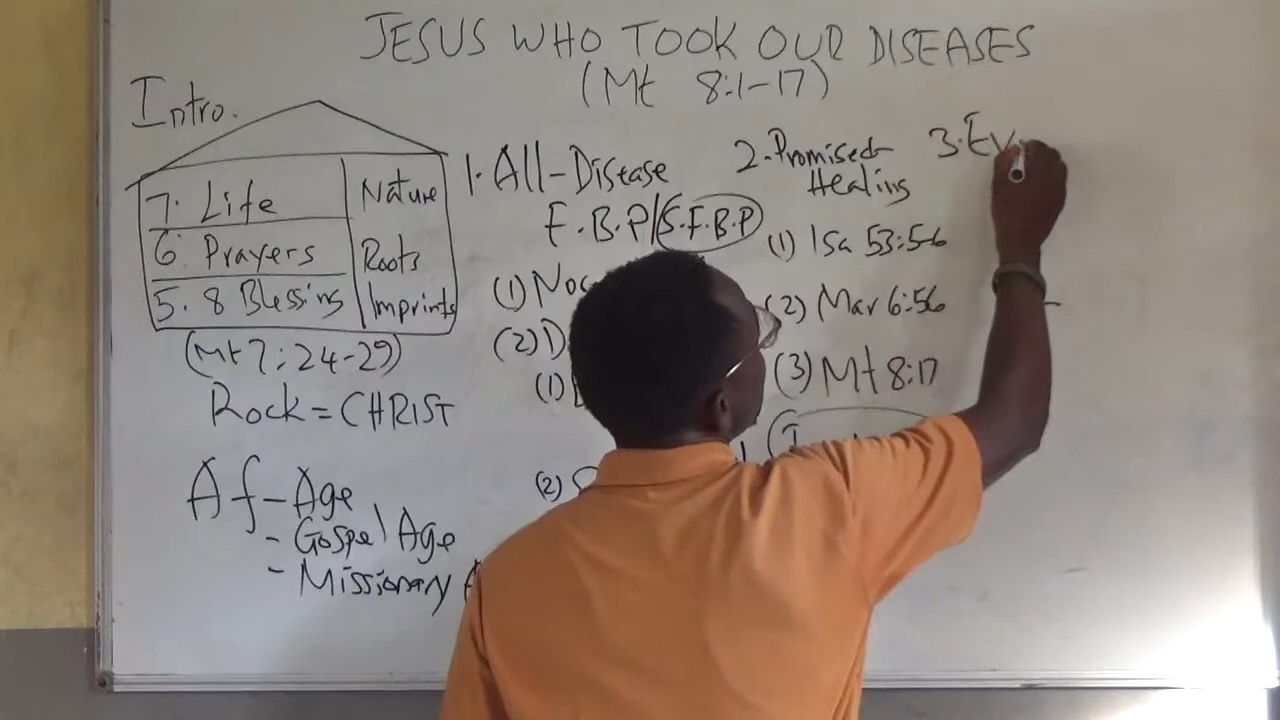 JESUS WHO TOOK OUR DISEASES
(Mt 8:1-17)
Intro.
7. Life Nature
6. Prayers Roots
5. 8 Blessings Imprints
(Mt 7:24-29)
Rock = CHRIST
Af - Age
- Gospel Age
- Missionary
1. All-Disease
F.B.P/S.F.B.P
(1)
(2)
(1)
(2)
2. Promised
Healing
(1) Isa 53:5-6
(2) Mar 6:56
(3) Mt 8:17
3. Ev